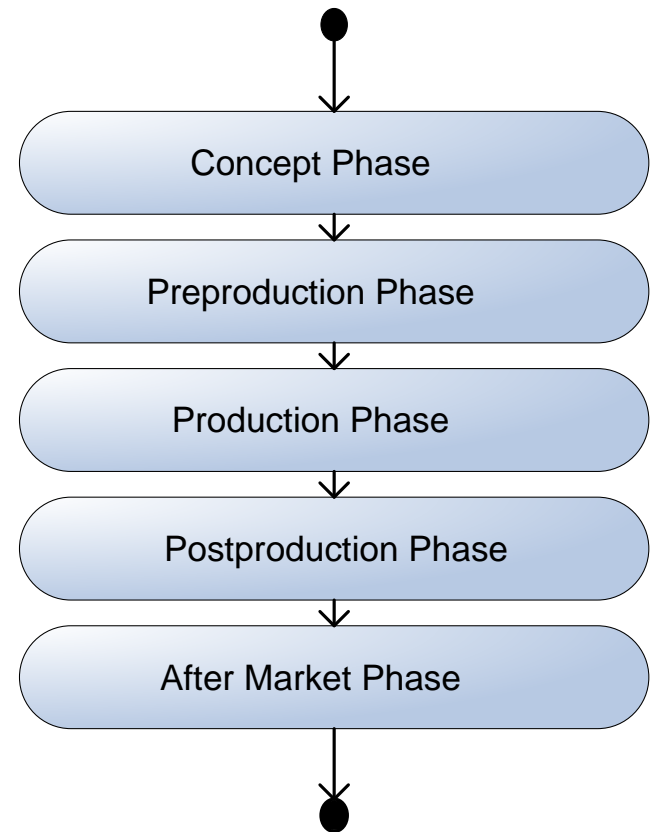 Concept Phase
Preproduction Phase
Production Phase
Postproduction Phase
After Market Phase